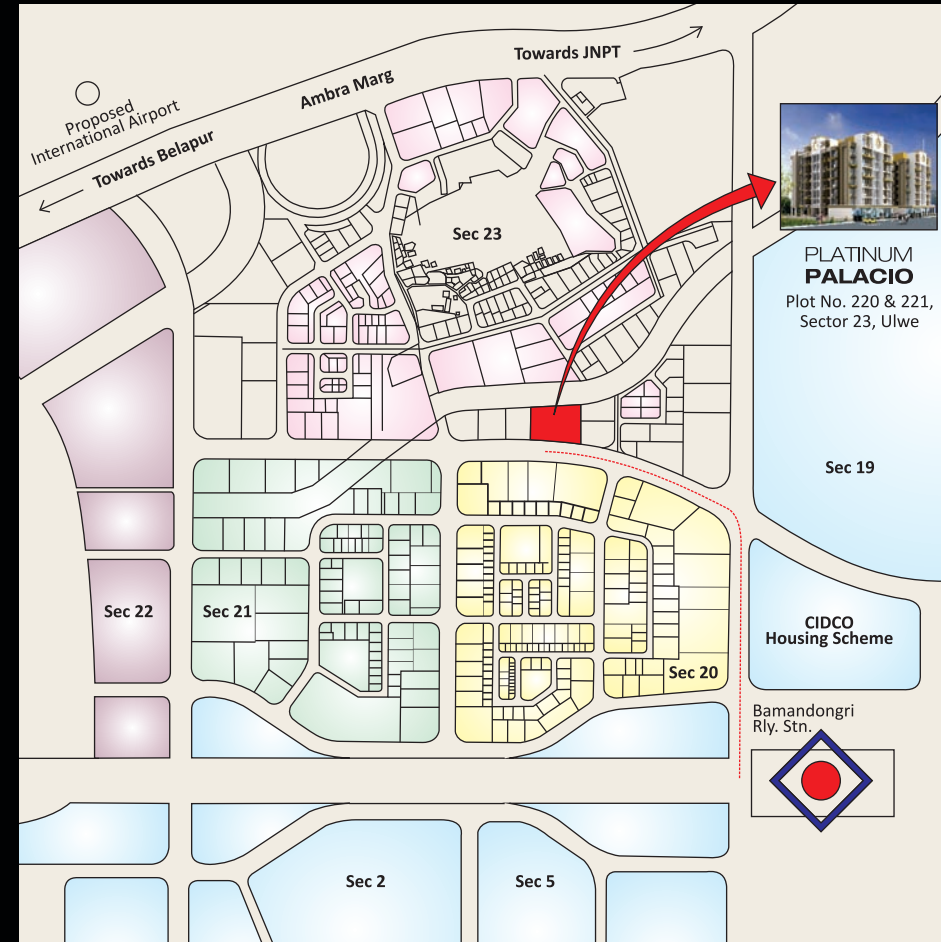 Towards JNPT
Ambra Marg
Proposed
International Airport
Towards Belapur
Sec 23
PLATINUM
PALACIO
Plot No. 220 & 221,
Sector 23, Ulwe
Sec 19
Sec 22
Sec 21
CIDCO
Housing Scheme
Sec 20
Bamandongri
Rly. Stn.
Sec 2
Sec 5